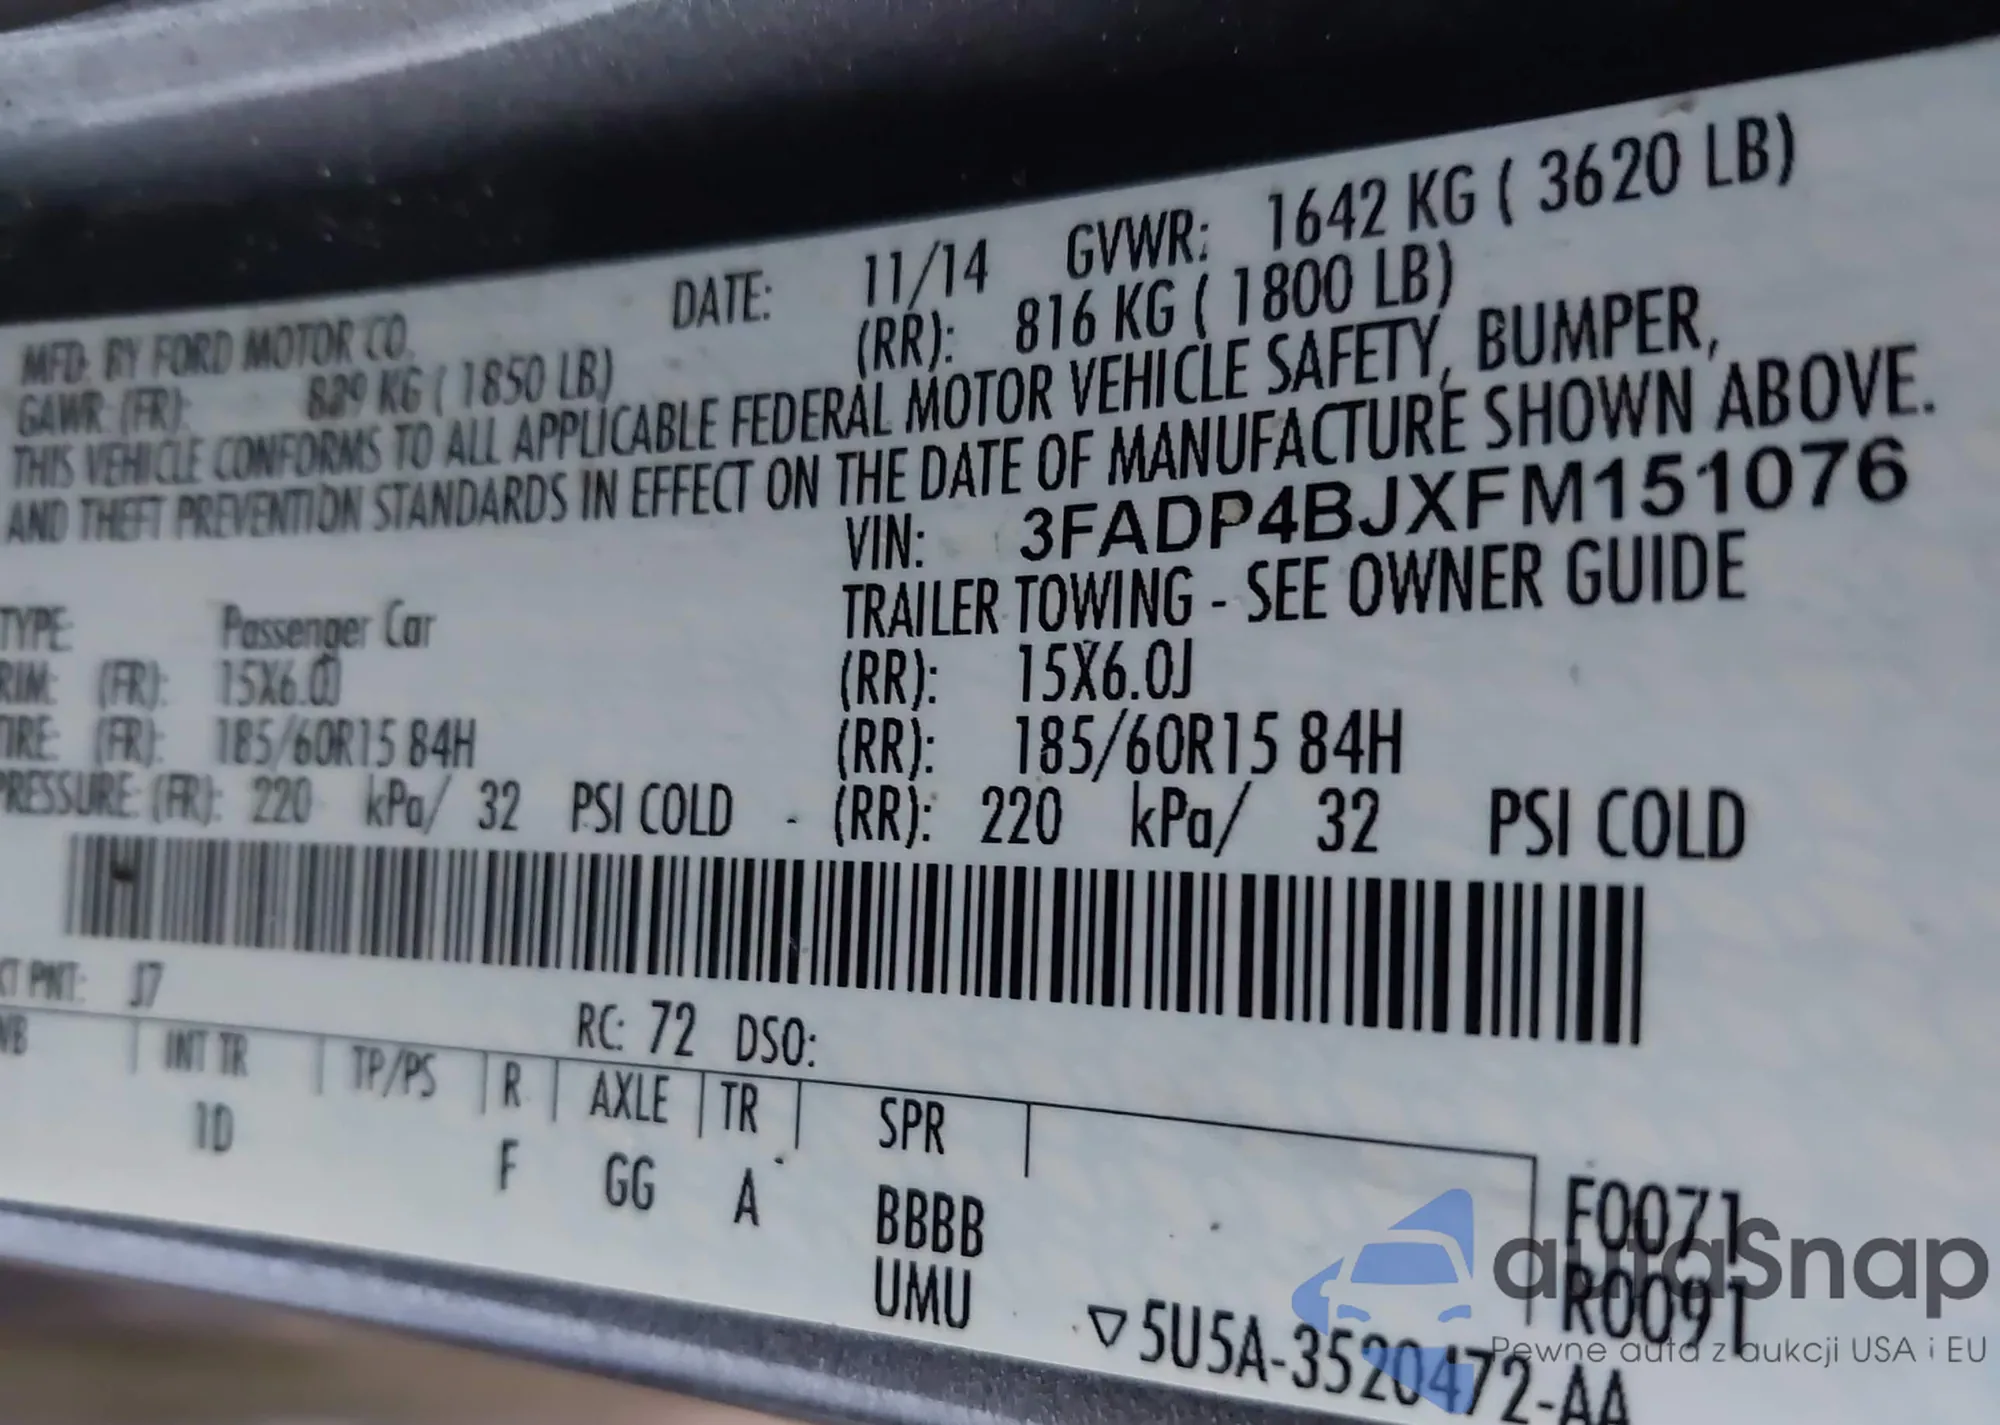 MFD. BY FORD MOTOR CO. DATE: 11/14 GVWR: 1642 KG ( 3620 LB)
GAWR: (FR): 839 KG ( 1850 LB) (RR): 816 KG ( 1800 LB)
THIS VEHICLE CONFORMS TO ALL APPLICABLE FEDERAL MOTOR VEHICLE SAFETY, BUMPER,
AND THEFT PREVENTION STANDARDS IN EFFECT ON THE DATE OF MANUFACTURE SHOWN ABOVE.
VIN: 3FADP4BJXFM151076
TYPE: Passenger Car TRAILER TOWING - SEE OWNER GUIDE
RIM: (FR): 15X6.0J (RR): 15X6.0J
TIRE: (FR): 185/60R15 84H (RR): 185/60R15 84H
PRESSURE: (FR): 220 kPa/ 32 PSI COLD - (RR): 220 kPa/ 32 PSI COLD
PNT: J7 RC: 72 DSO:
WB INT TR TP/PS R AXLE TR SPR
1D F GG A BBBB
UMU
F0071
R0091
▽5U5A-3520472-AA
autaSnap
Pewne auta z aukcji USA i EU